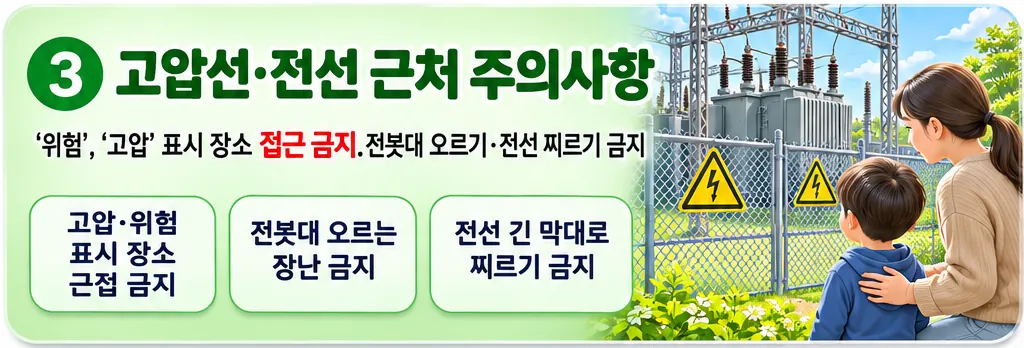 3 고압선·전선 근처 주의사항
‘위험’, ‘고압’ 표시 장소 접근 금지. 전봇대 오르기·전선 찌르기 금지
고압·위험
표시 장소
근접 금지
전봇대 오르는
장난 금지
전선 긴 막대로
찌르기 금지